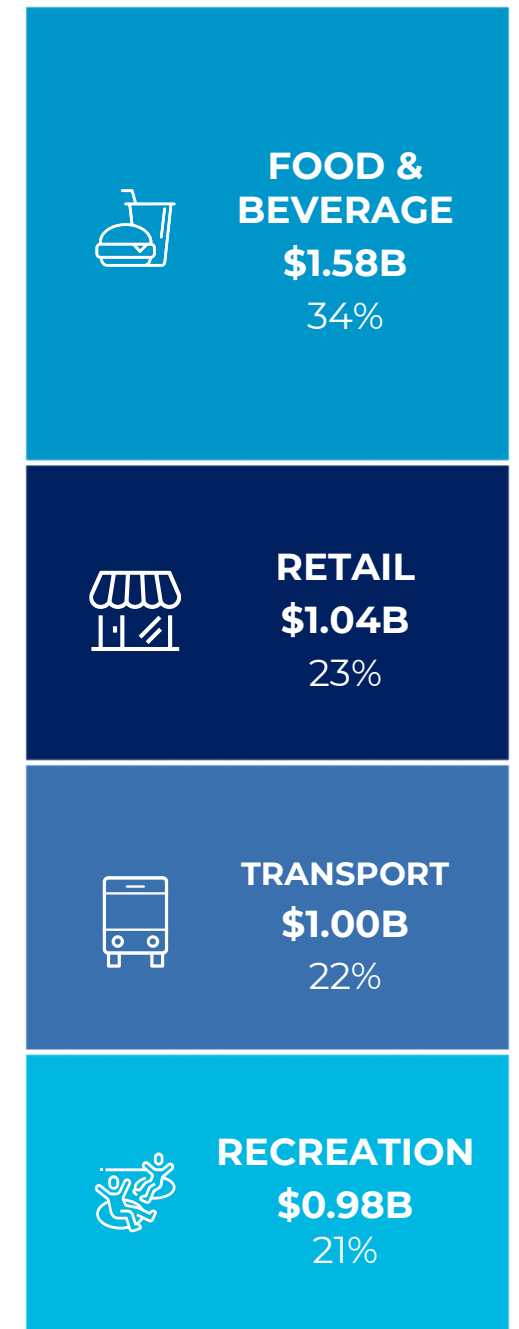 FOOD &
BEVERAGE
$1.58B
34%
RETAIL
$1.04B
23%
TRANSPORT
$1.00B
22%
RECREATION
$0.98B
21%